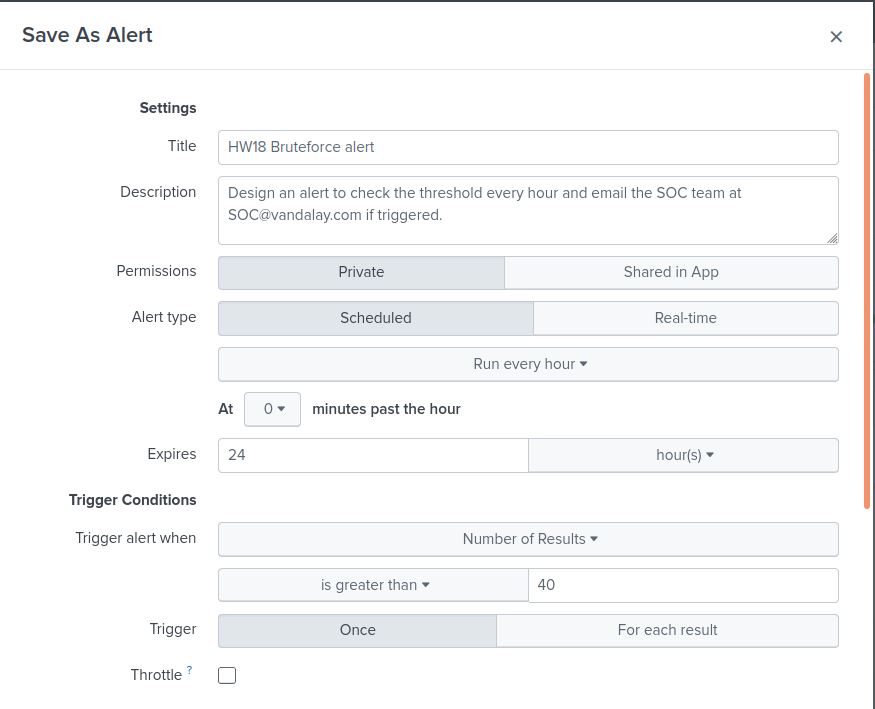 Save As Alert
Settings
Title HW18 Bruteforce alert
Description Design an alert to check the threshold every hour and email the SOC team at
SOC@vandalay.com if triggered.
Permissions Private Shared in App
Alert type Scheduled Real-time
Run every hour
At 0 minutes past the hour
Expires 24 hour(s)
Trigger Conditions
Trigger alert when Number of Results
is greater than 40
Trigger Once For each result
Throttle ?